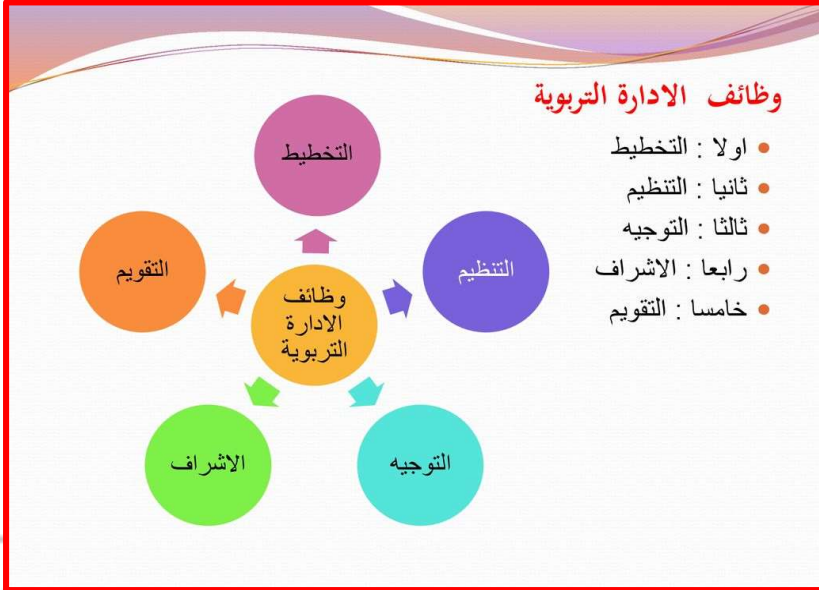 وظائف الادارة التربوية
اولا : التخطيط
ثانيا : التنظيم
ثالثا : التوجيه
رابعا : الاشراف
خامسا : التقويم
التخطيط
التنظيم
التوجيه
الاشراف
التقويم
وظائف
الادارة
التربوية